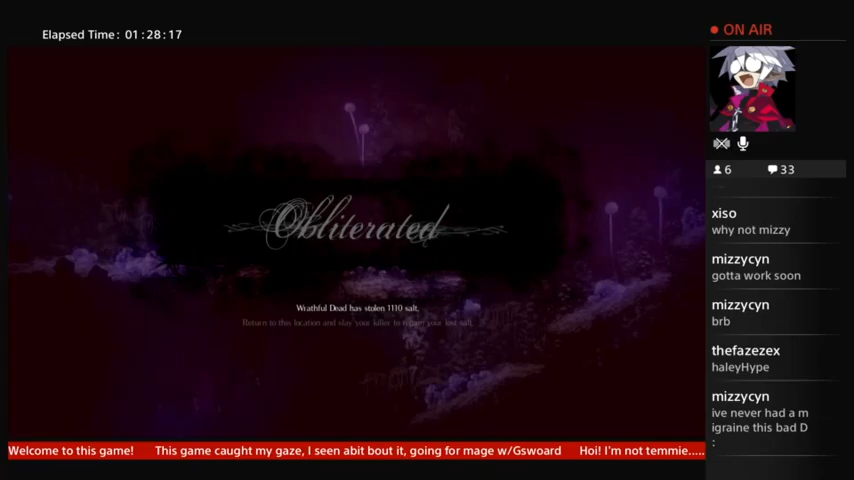 Elapsed Time: 01:28:17
ON AIR
6 33
xiso
why not mizzy
mizzycyn
gotta work soon
mizzycyn
brb
thefazezex
haleyHype
mizzycyn
ive never had a m
igraine this bad D
:
Obliterated
Wrathful Dead has stolen 1110 salt.
Return to this location and slay your killer to regain your lost salt.
Welcome to this game! This game caught my gaze, I seen abit bout it, going for mage w/Gswoard Hoi! I'm not temmie.....